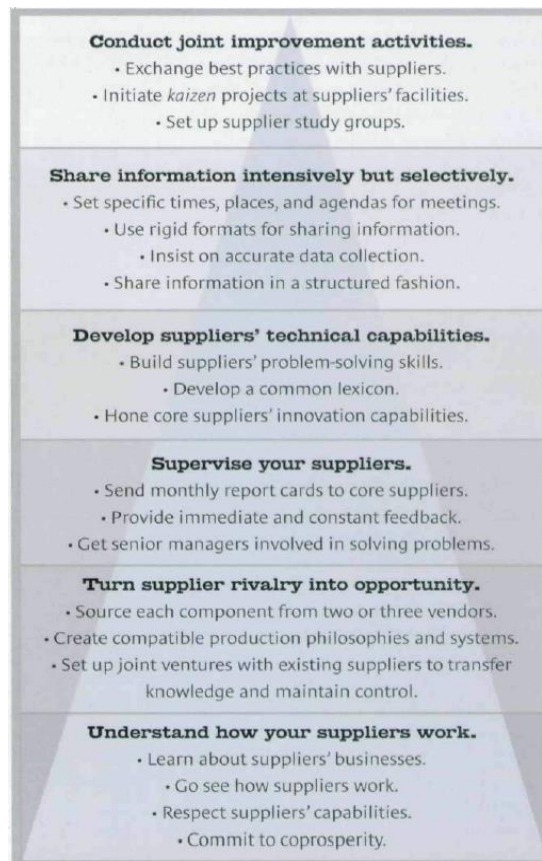 Conduct joint improvement activities.
• Exchange best practices with suppliers.
• Initiate kaizen projects at suppliers' facilities.
• Set up supplier study groups.
Share information intensively but selectively.
• Set specific times, places, and agendas for meetings.
• Use rigid formats for sharing information.
• Insist on accurate data collection.
• Share information in a structured fashion.
Develop suppliers' technical capabilities.
• Build suppliers' problem-solving skills.
• Develop a common lexicon.
• Hone core suppliers' innovation capabilities.
Supervise your suppliers.
• Send monthly report cards to core suppliers.
• Provide immediate and constant feedback.
• Get senior managers involved in solving problems.
Turn supplier rivalry into opportunity.
• Source each component from two or three vendors.
• Create compatible production philosophies and systems.
• Set up joint ventures with existing suppliers to transfer
knowledge and maintain control.
Understand how your suppliers work.
• Learn about suppliers' businesses.
• Go see how suppliers work.
• Respect suppliers' capabilities.
• Commit to coprosperity.